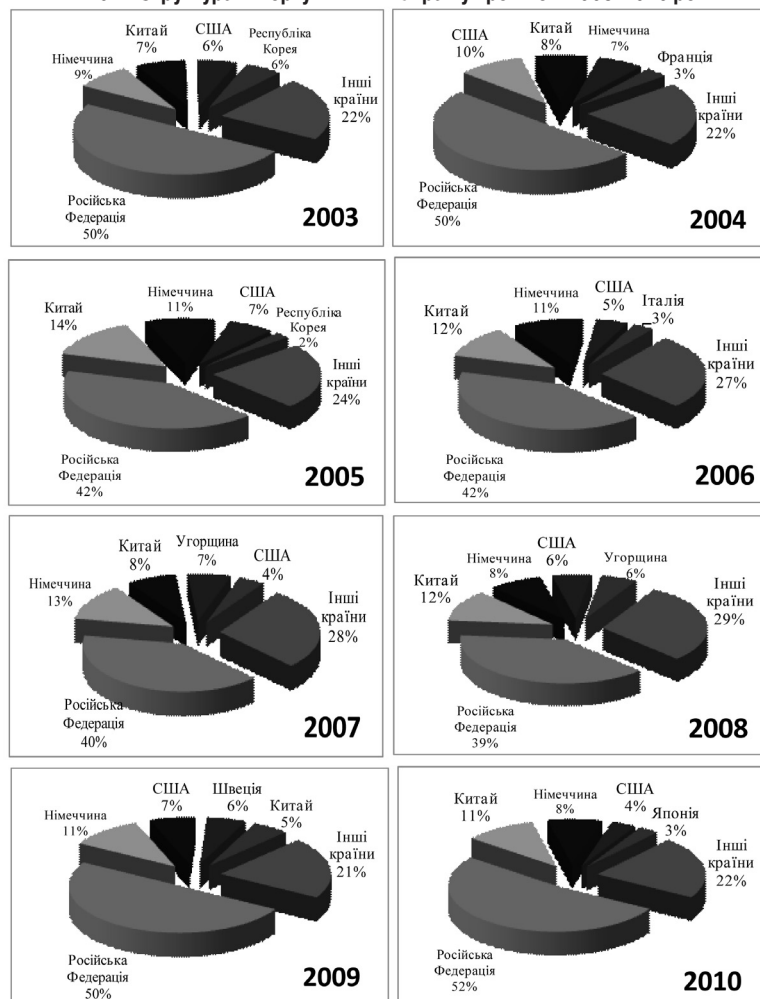 Китай
7%
США
6%
Республіка
Корея
6%
Німеччина
9%
Інші
країни
22%
Російська
Федерація
50%
2003
США
10%
Китай
8%
Німеччина
7%
Франція
3%
Інші
країни
22%
Російська
Федерація
50%
2004
Китай
14%
Німеччина
11%
США
7%
Республіка
Корея
2%
Інші
країни
24%
Російська
Федерація
42%
2005
Китай
12%
Німеччина
11%
США
5%
Італія
3%
Інші
країни
27%
Російська
Федерація
42%
2006
Німеччина
13%
Китай
8%
Угорщина
7%
США
4%
Інші
країни
28%
Російська
Федерація
40%
2007
Китай
12%
Німеччина
8%
США
6%
Угорщина
6%
Інші
країни
29%
Російська
Федерація
39%
2008
Німеччина
11%
США
7%
Швеція
6%
Китай
5%
Інші
країни
21%
Російська
Федерація
50%
2009
Китай
11%
Німеччина
8%
США
4%
Японія
3%
Інші
країни
22%
Російська
Федерація
52%
2010